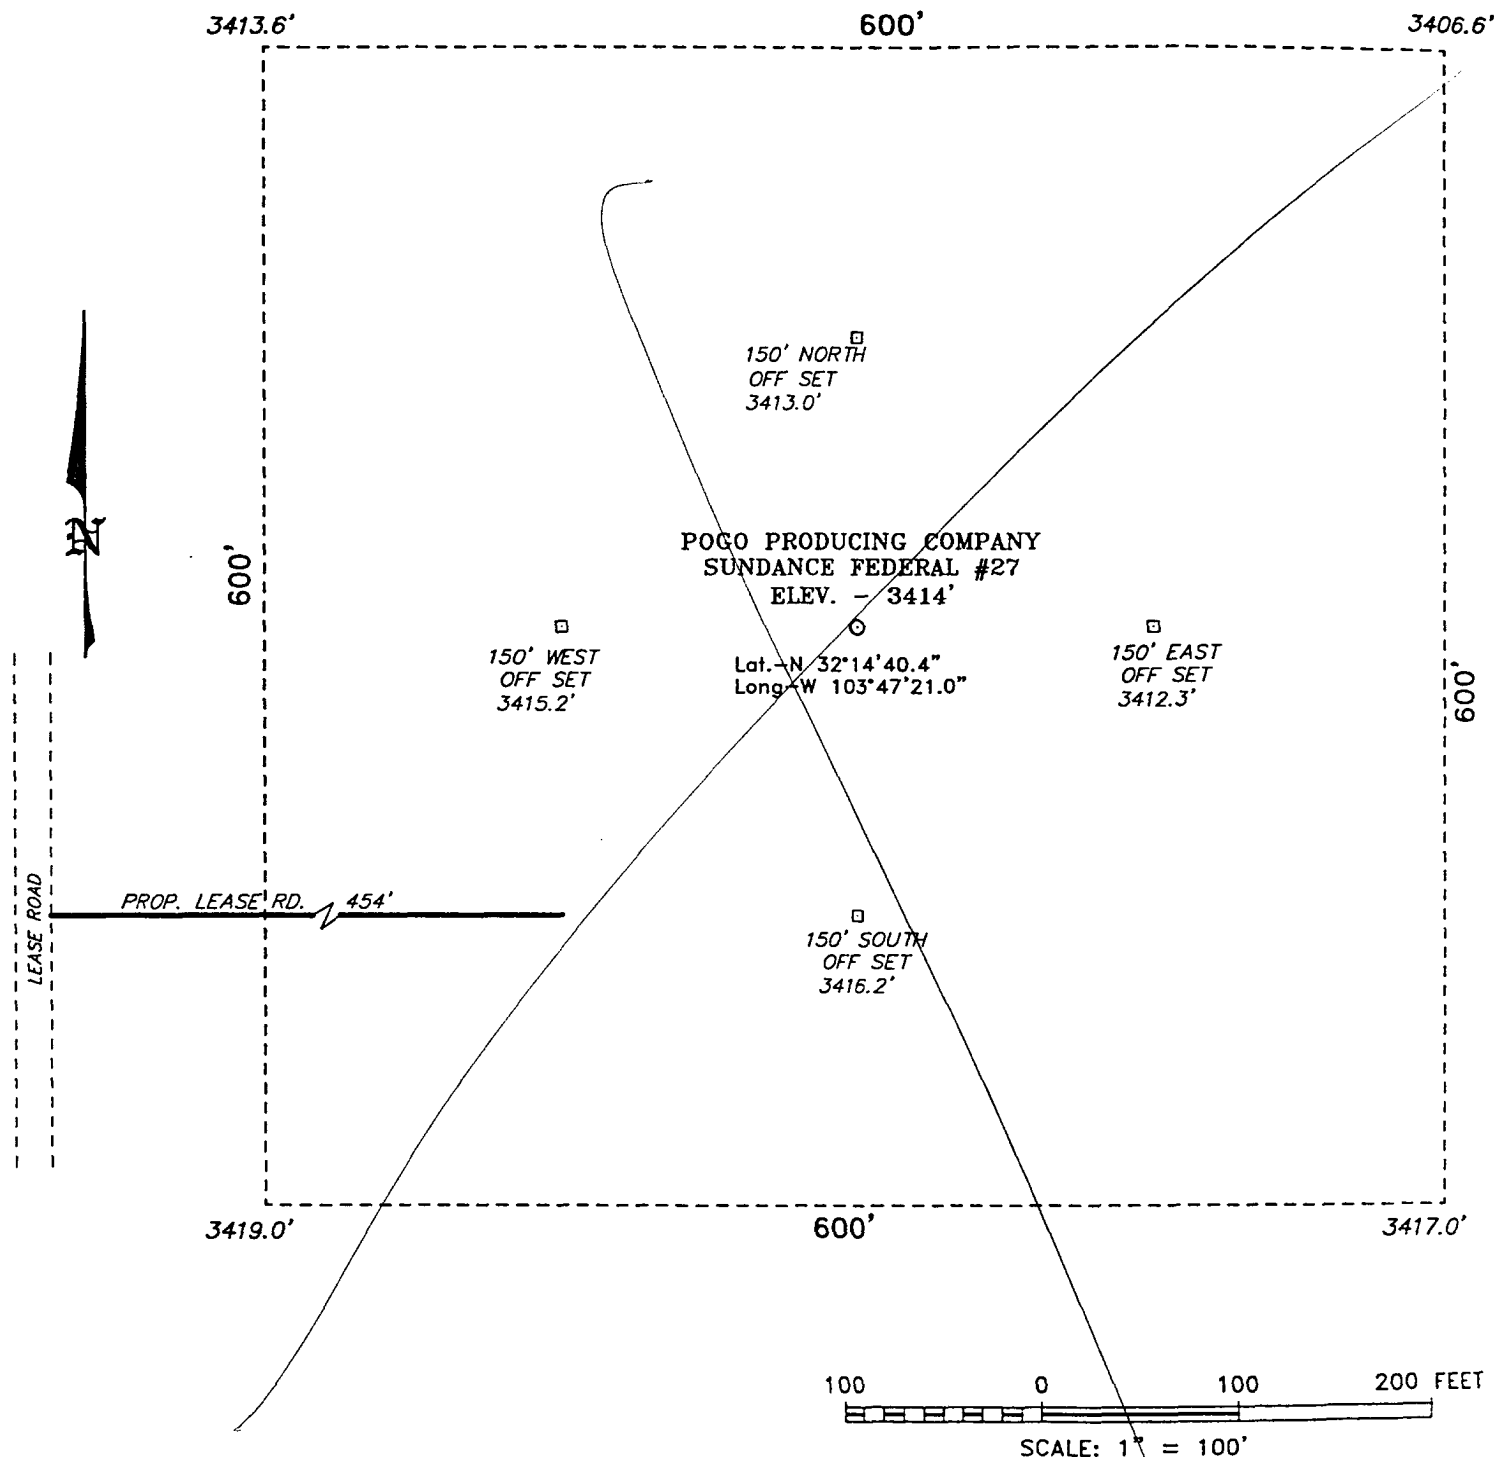 3413.6'
600'
3406.6'
150' NORTH
OFF SET
3413.0'
N
600'
POGO PRODUCING COMPANY
SUNDANCE FEDERAL #27
ELEV. - 3414'
150' WEST
OFF SET
3415.2'
Lat.-N 32°14'40.4"
Long-W 103°47'21.0"
150' EAST
OFF SET
3412.3'
600'
LEASE ROAD
PROP. LEASE RD. 454'
150' SOUTH
OFF SET
3416.2'
3419.0'
600'
3417.0'
100 0 100 200 FEET
SCALE: 1" = 100'